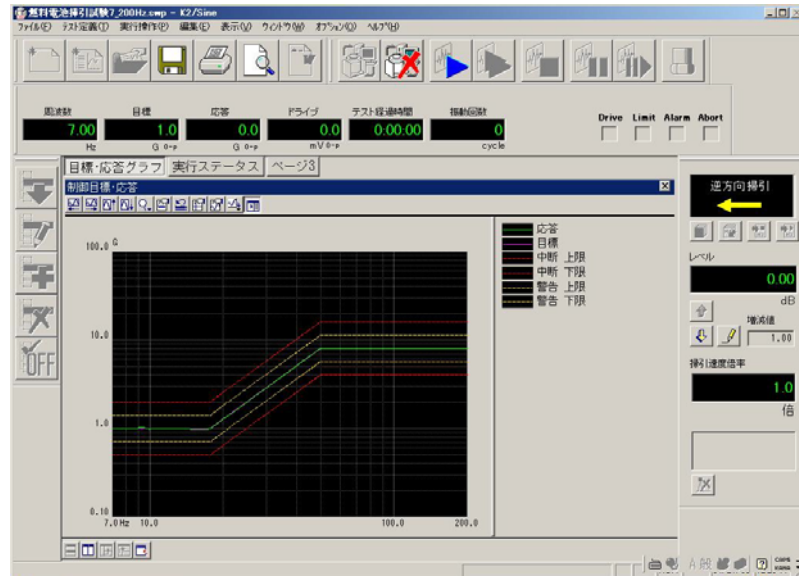 燃料電池掃引試験7_200Hz.swp - K2/Sine
ファイル(F) テスト定義(T) 実行操作(P) 編集(E) 表示(V) ウィンドウ(W) オプション(O) ヘルプ(H)
周波数 目標 応答 ドライブ テスト経過時間 振動回数
7.00 1.0 0.0 0.0 0:00:00 0
Hz G 0-p G 0-p mV 0-p cycle
Drive Limit Alarm Abort
目標・応答グラフ 実行ステータス ページ3
制御目標・応答
100.0 G
10.0
1.0
0.10
7.0 Hz 10.0 100.0 200.0
応答
目標
中断 上限
中断 下限
警告 上限
警告 下限
OFF
逆方向掃引
レベル
0.00
dB
増減値
1.00
掃引速度倍率
1.0
倍
A 般 CAPS
KANA